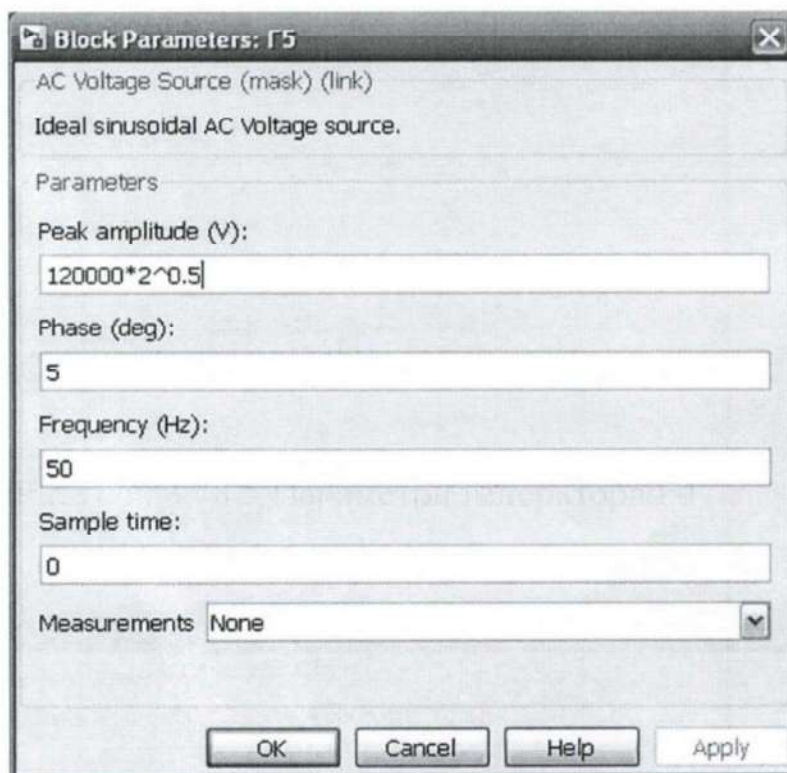 Block Parameters: Г5
AC Voltage Source (mask) (link)
Ideal sinusoidal AC Voltage source.
Parameters
Peak amplitude (V):
120000*2^0.5
Phase (deg):
5
Frequency (Hz):
50
Sample time:
0
Measurements None
OK Cancel Help Apply